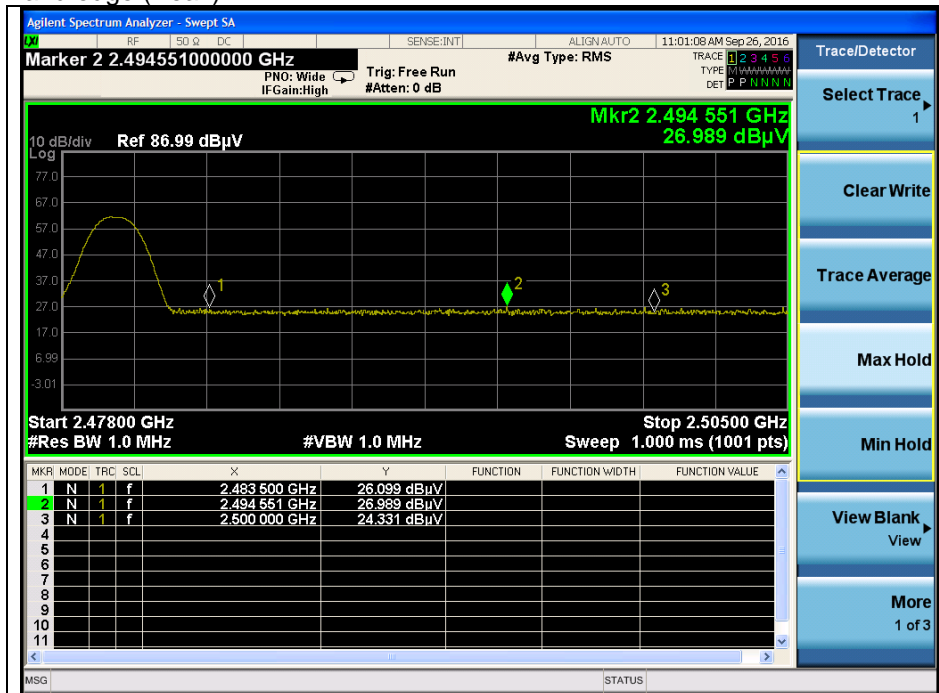 Agilent Spectrum Analyzer - Swept SA
LXI RF 50 Ω DC SENSE:INT ALIGNAUTO 11:01:08 AM Sep 26, 2016
Marker 2 2.494551000000 GHz
PNO: Wide
IFGain:High
Trig: Free Run
#Atten: 0 dB
#Avg Type: RMS
TRACE 1 2 3 4 5 6
TYPE M W W W W W
DET P P N N N N
Mkr2 2.494 551 GHz
26.989 dBµV
10 dB/div Ref 86.99 dBµV
Log
77.0
67.0
57.0
47.0
37.0
27.0
17.0
6.99
-3.01
1
2
3
Start 2.47800 GHz Stop 2.50500 GHz
#Res BW 1.0 MHz #VBW 1.0 MHz Sweep 1.000 ms (1001 pts)
MKR MODE TRC SCL X Y FUNCTION FUNCTION WIDTH FUNCTION VALUE
1 N 1 f 2.483 500 GHz 26.099 dBµV
2 N 1 f 2.494 551 GHz 26.989 dBµV
3 N 1 f 2.500 000 GHz 24.331 dBµV
4
5
6
7
8
9
10
11
MSG STATUS
Trace/Detector
Select Trace
1
Clear Write
Trace Average
Max Hold
Min Hold
View Blank
View
More
1 of 3